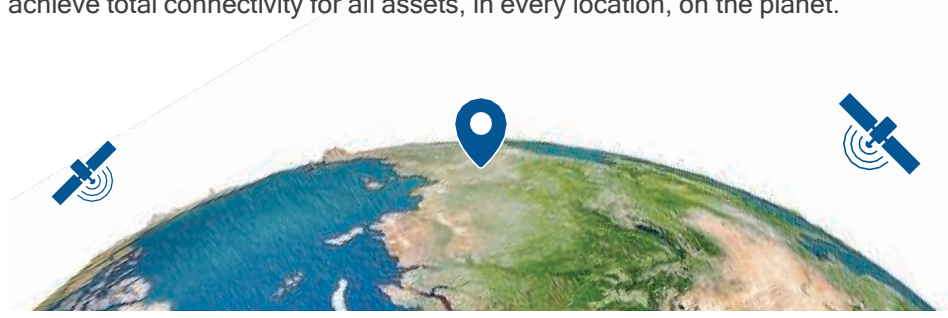 achieve total connectivity for all assets, in every location, on the planet.